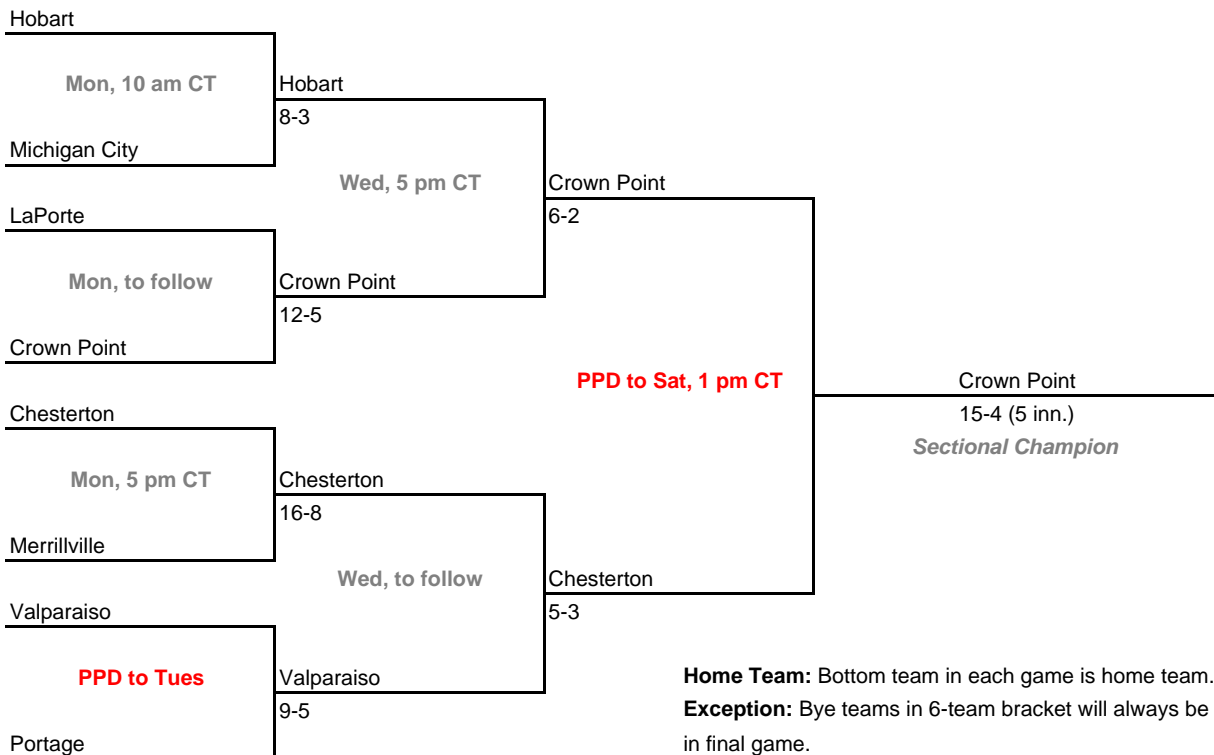 Hobart
Mon, 10 am CT
Hobart
8-3
Michigan City
Wed, 5 pm CT
Crown Point
6-2
LaPorte
Mon, to follow
Crown Point
12-5
Crown Point
PPD to Sat, 1 pm CT
Crown Point
15-4 (5 inn.)
Sectional Champion
Chesterton
Mon, 5 pm CT
Chesterton
16-8
Merrillville
Wed, to follow
Chesterton
5-3
Valparaiso
PPD to Tues
Valparaiso
9-5
Portage
Home Team: Bottom team in each game is home team.
Exception: Bye teams in 6-team bracket will always be
in final game.